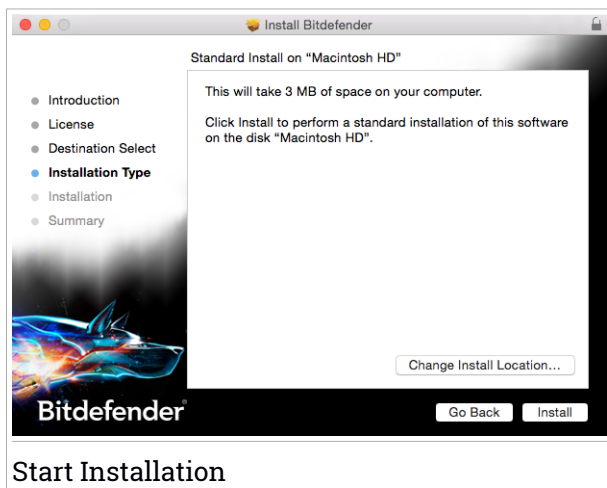 Install Bitdefender
Standard Install on “Macintosh HD”
Introduction
License
Destination Select
Installation Type
Installation
Summary
This will take 3 MB of space on your computer.
Click Install to perform a standard installation of this software
on the disk “Macintosh HD”.
Change Install Location...
Bitdefender
Go Back
Install
Start Installation